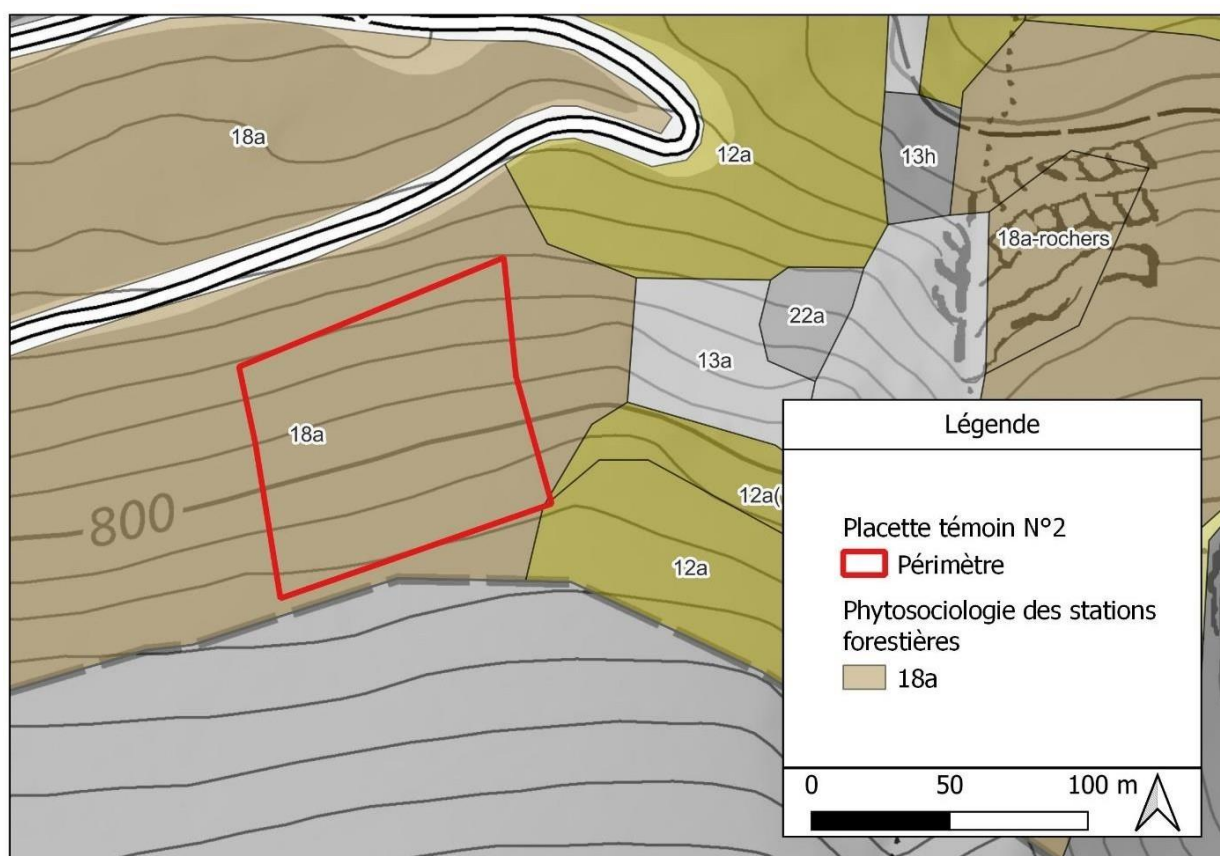 18a
12a
13h
18a-rochers
22a
13a
18a
800
12a(
12a
Légende
Placette témoin N°2
Périmètre
Phytosociologie des stations
forestières
18a
0 50 100 m